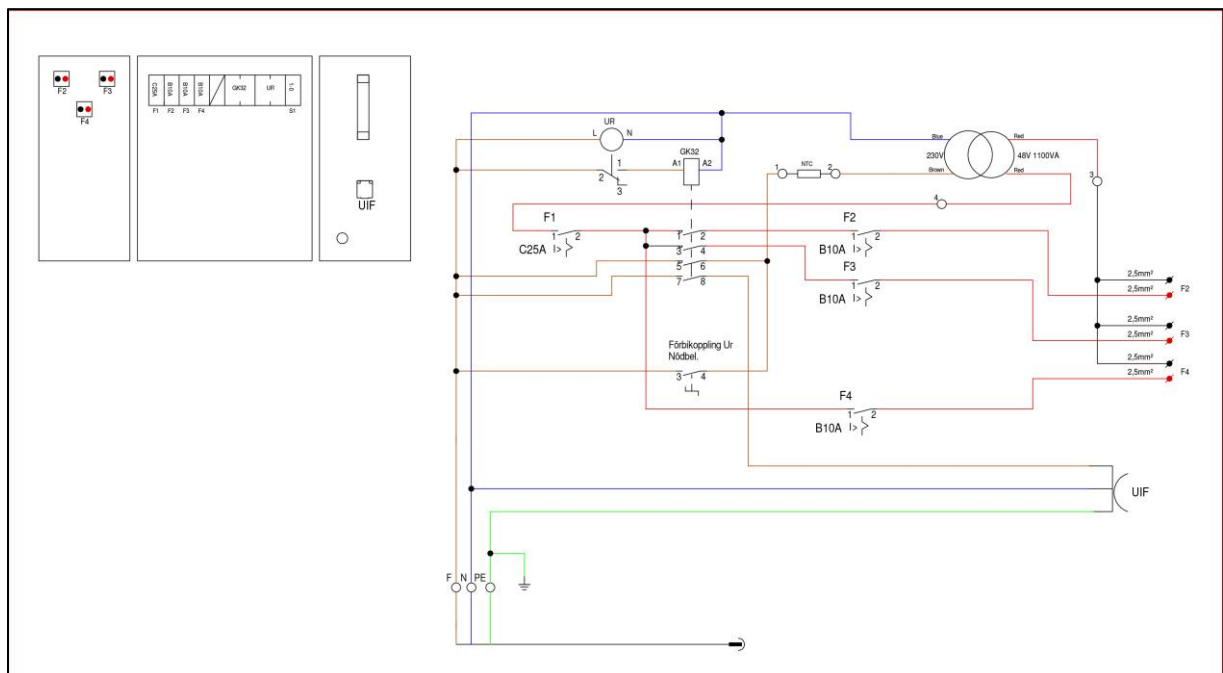 F2
F3
F4
C25A B10A B10A B10A GK32 UR 1-0
F1 F2 F3 F4 S1
UIF
UR
L N
GK32
1
2
3
A1 A2
1 NTC 2
Blue
Brown
230V
48V 1100VA
Red
Red
3
4
F1
1 2
C25A I>
1 2
3 4
5 6
7 8
F2
1 2
B10A I>
F3
1 2
B10A I>
2,5mm²
2,5mm²
F2
2,5mm²
2,5mm²
F3
2,5mm²
2,5mm²
F4
Förbikoppling Ur
Nödbel.
3 4
F4
1 2
B10A I>
UIF
F N PE